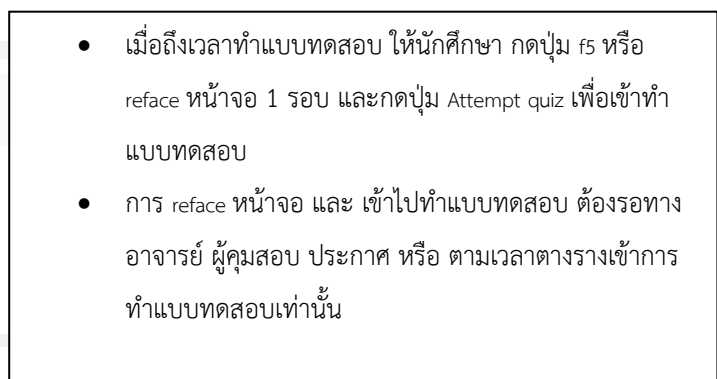 • เมื่อถึงเวลาทำแบบทดสอบ ให้นักศึกษา กดปุ่ม f5 หรือ
reface หน้าจอ 1 รอบ และกดปุ่ม Attempt quiz เพื่อเข้าทำ
แบบทดสอบ
• การ reface หน้าจอ และ เข้าไปทำแบบทดสอบ ต้องรอทาง
อาจารย์ ผู้คุมสอบ ประกาศ หรือ ตามเวลาตางรางเข้าการ
ทำแบบทดสอบเท่านั้น